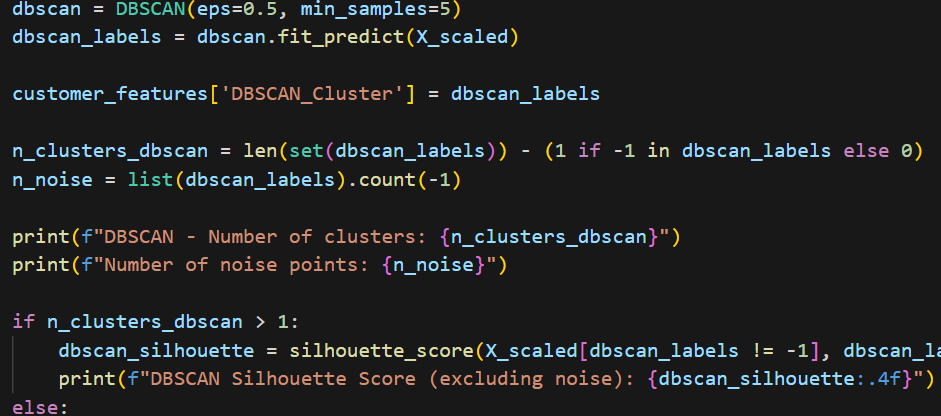 dbscan = DBSCAN(eps=0.5, min_samples=5)
dbscan_labels = dbscan.fit_predict(X_scaled)
customer_features['DBSCAN_Cluster'] = dbscan_labels
n_clusters_dbscan = len(set(dbscan_labels)) - (1 if -1 in dbscan_labels else 0)
n_noise = list(dbscan_labels).count(-1)
print(f"DBSCAN - Number of clusters: {n_clusters_dbscan}")
print(f"Number of noise points: {n_noise}")
if n_clusters_dbscan > 1:
    dbscan_silhouette = silhouette_score(X_scaled[dbscan_labels != -1], dbscan_la
    print(f"DBSCAN Silhouette Score (excluding noise): {dbscan_silhouette:.4f}")
else: